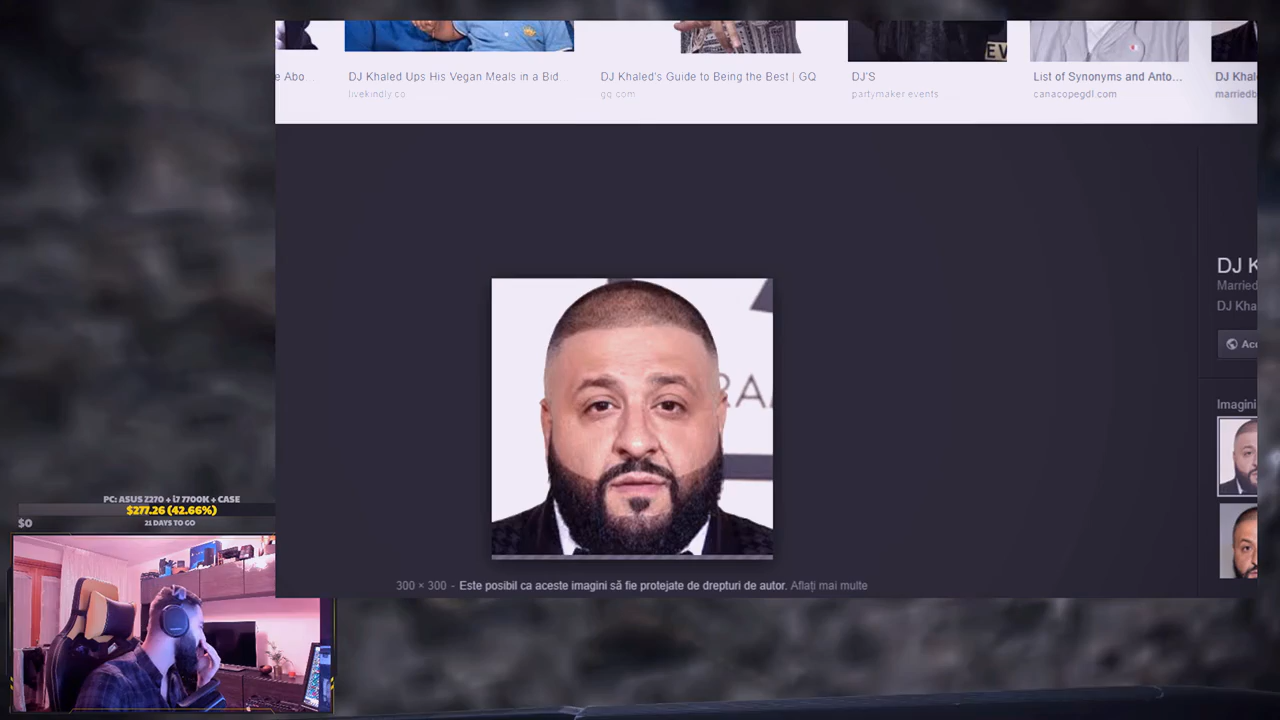 e Abo...
DJ Khaled Ups His Vegan Meals in a Bid...
DJ Khaled's Guide to Being the Best | GQ
DJ'S
List of Synonyms and Anto...
DJ Khal
livekindly.co
gq.com
partymaker.events
canacopegdl.com
marriedb
EV
DJ K
Married
DJ Kha
Acc
RA
Imagini
PC: ASUS Z270 + i7 7700K + CASE
$277.26 (42.66%)
$0
21 DAYS TO GO
300 × 300 - Este posibil ca aceste imagini să fie protejate de drepturi de autor. Aflați mai multe